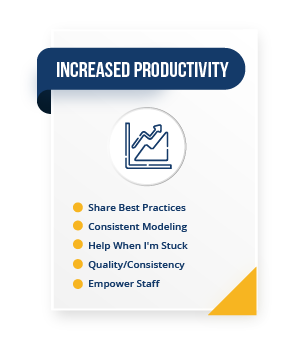 INCREASED PRODUCTIVITY
Share Best Practices
Consistent Modeling
Help When I'm Stuck
Quality/Consistency
Empower Staff